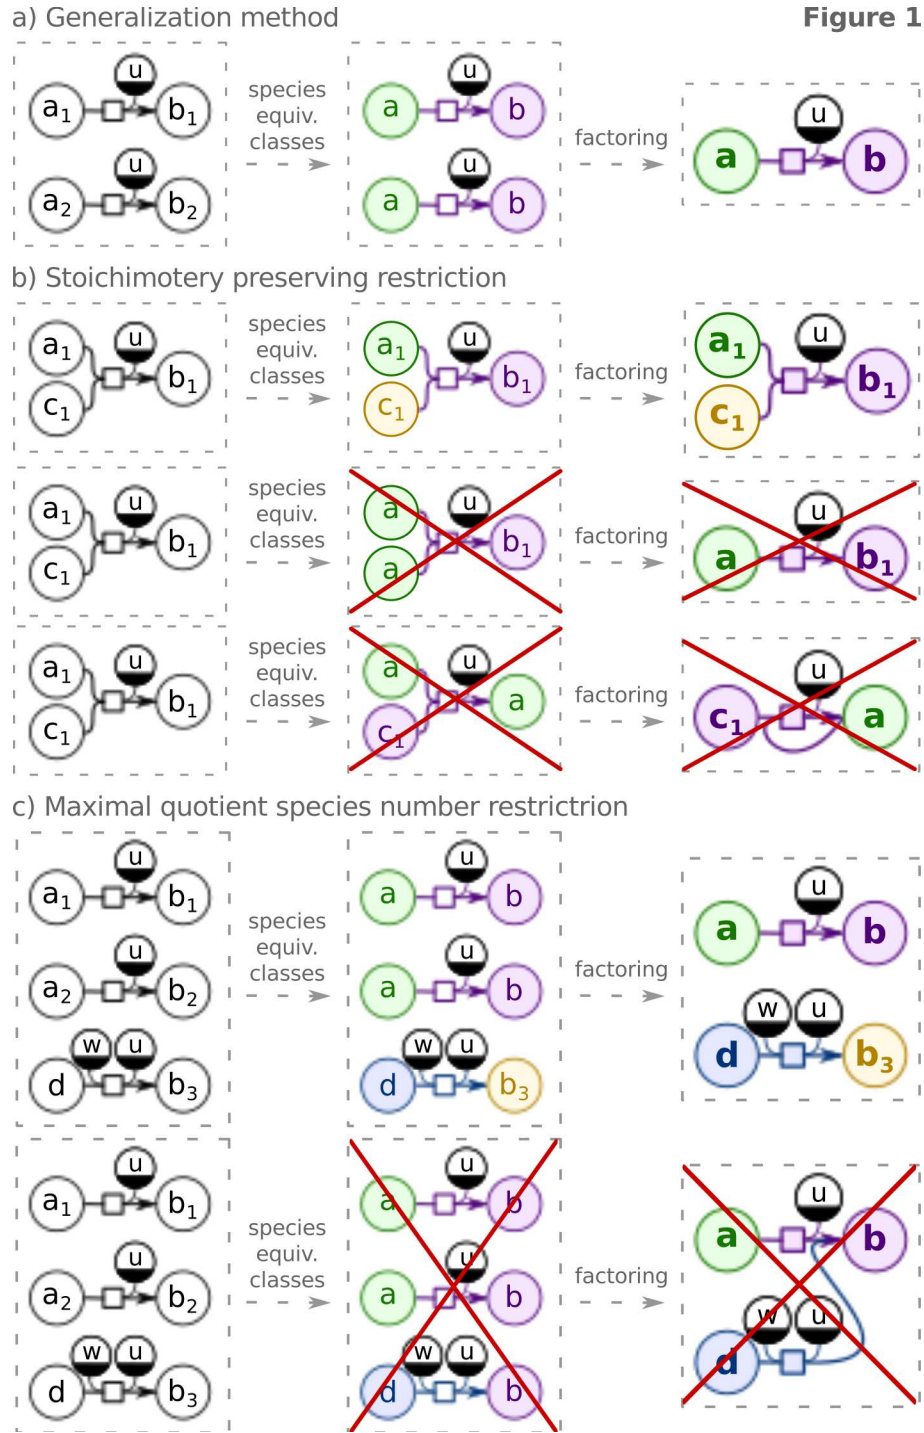 a) Generalization method Figure 1
a₁ u b₁
a₂ u b₂
species
equiv.
classes
a u b
a u b
factoring
a u b
b) Stoichimotery preserving restriction
a₁ u
c₁ b₁
species
equiv.
classes
a₁ u
c₁ b₁
factoring
a₁ u
c₁ b₁
a₁ u
c₁ b₁
species
equiv.
classes
a u
a b₁
factoring
u
a b₁
a₁ u
c₁ b₁
species
equiv.
classes
a u
c₁ a
factoring
u
c₁ a
c) Maximal quotient species number restrictrion
a₁ u b₁
a₂ u b₂
d w u b₃
species
equiv.
classes
a u b
a u b
d w u b₃
factoring
a u b
d w u b₃
a₁ u b₁
a₂ u b₂
d w u b₃
species
equiv.
classes
a u b
a u b
d w u b
factoring
a u b
d w u